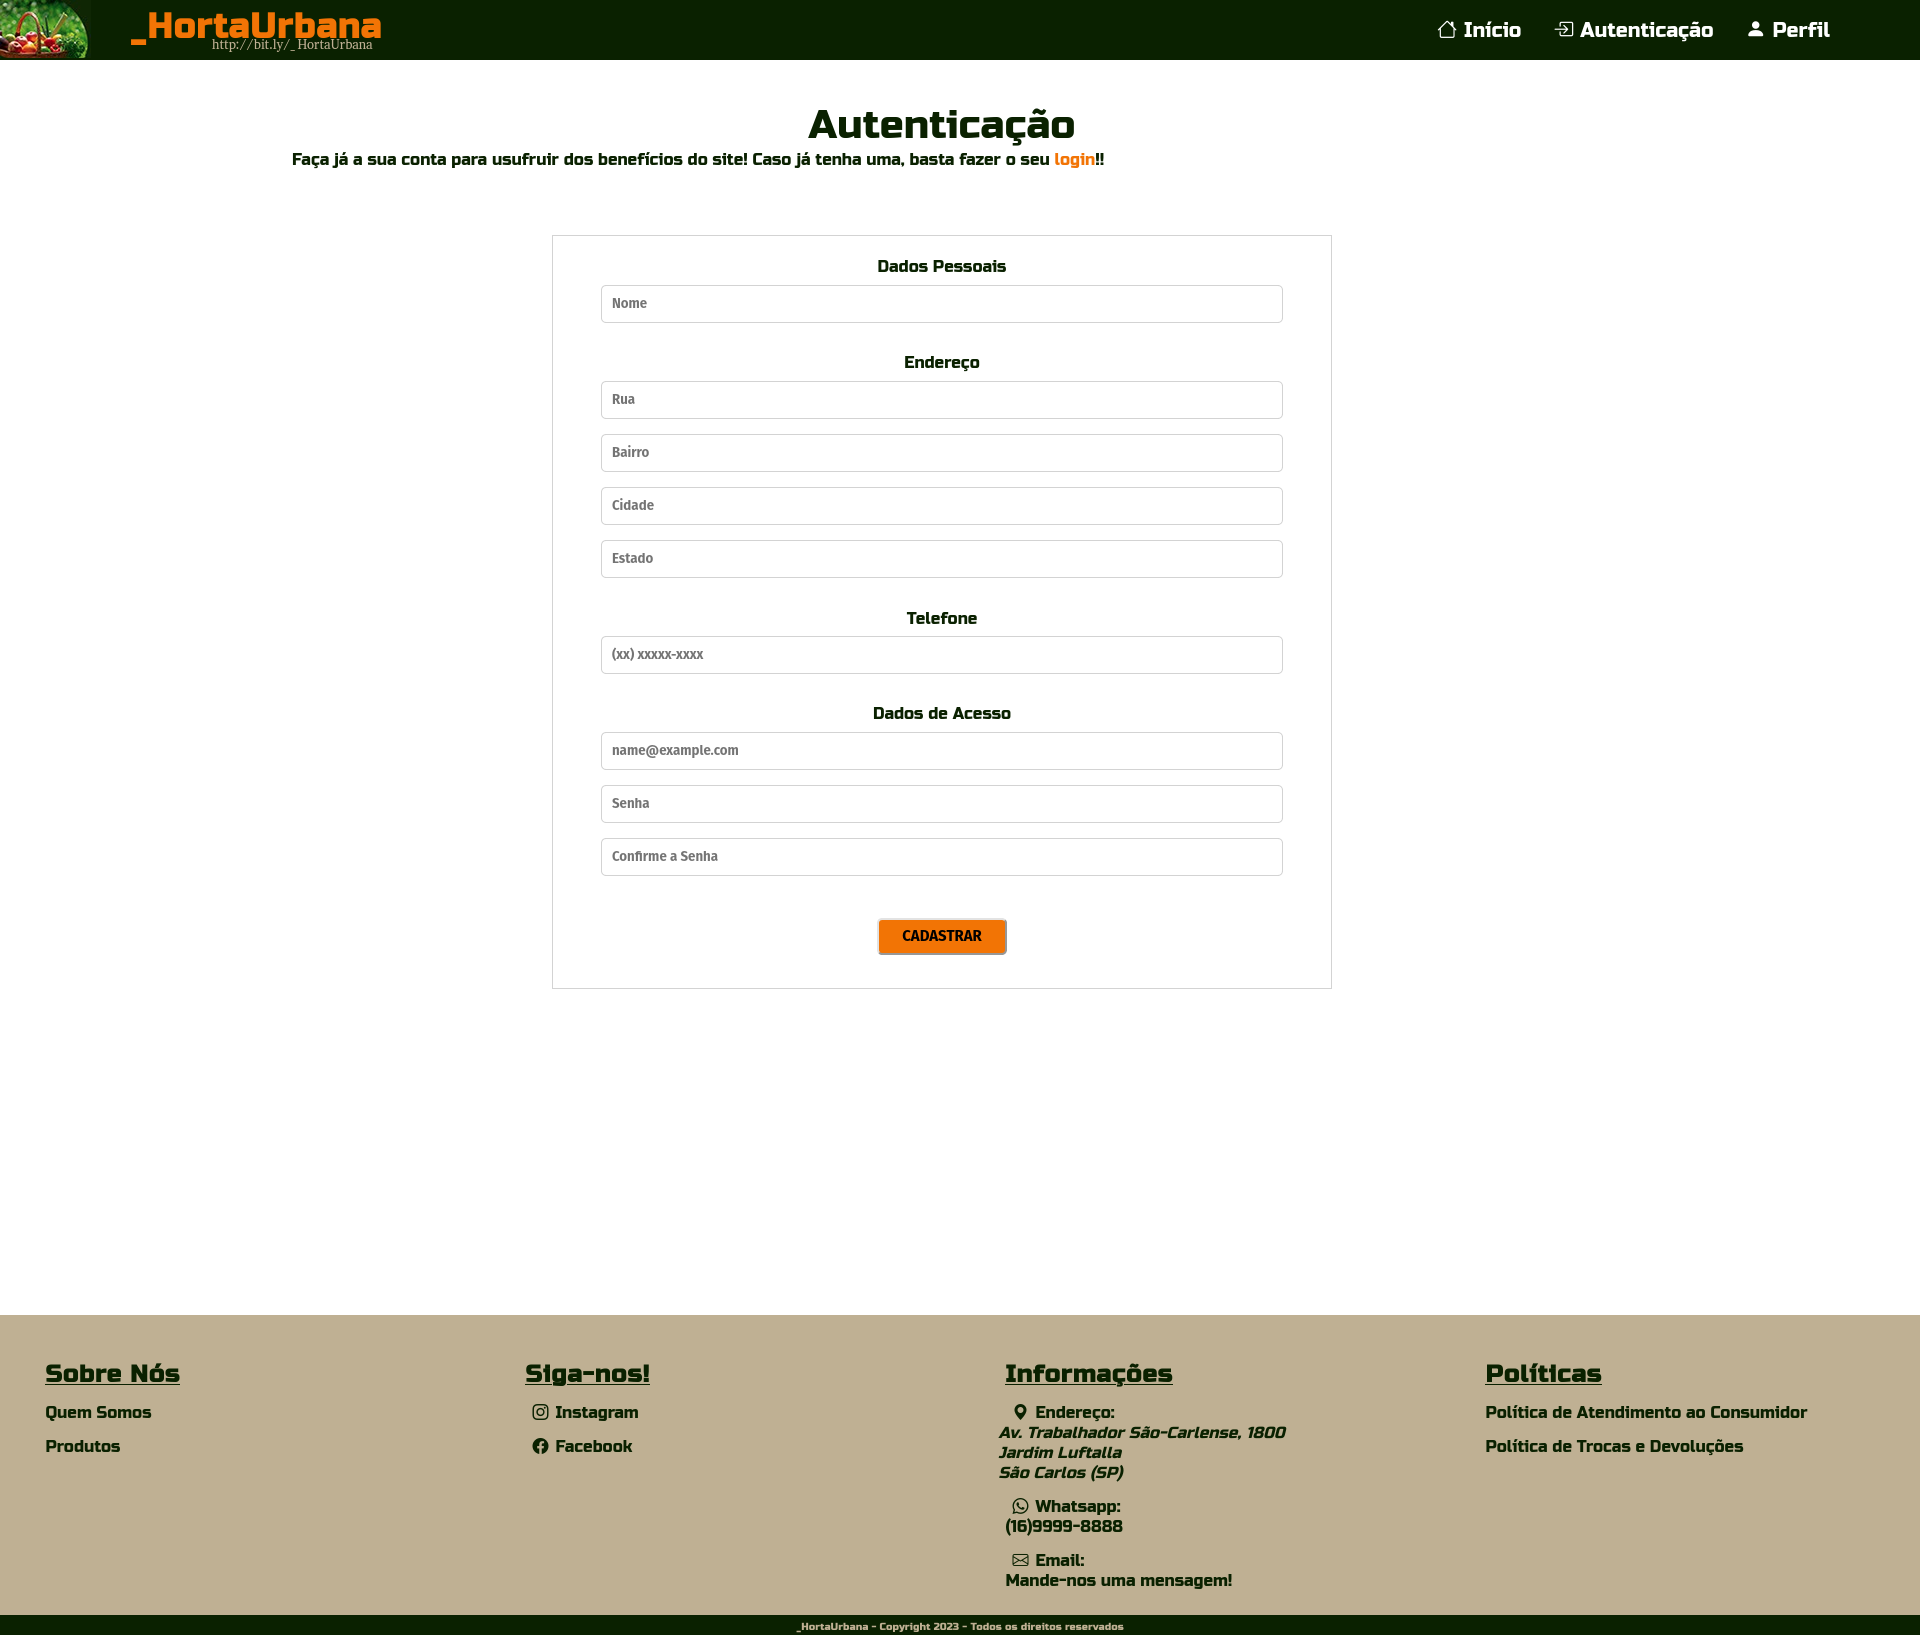 _HortaUrbana
http://bit.ly/_HortaUrbana
Início
Autenticação
Perfil
Autenticação
Faça já a sua conta para usufruir dos benefícios do site! Caso já tenha uma, basta fazer o seu login!!
Dados Pessoais
Nome
Endereço
Rua
Bairro
Cidade
Estado
Telefone
(xx) xxxxx-xxxx
Dados de Acesso
name@example.com
Senha
Confirme a Senha
CADASTRAR
Sobre Nós
Quem Somos
Produtos
Siga-nos!
Instagram
Facebook
Informações
Endereço:
Av. Trabalhador São-Carlense, 1800
Jardim Luftalla
São Carlos (SP)
Whatsapp:
(16)9999-8888
Email:
Mande-nos uma mensagem!
Políticas
Política de Atendimento ao Consumidor
Política de Trocas e Devoluções
_HortaUrbana - Copyright 2023 - Todos os direitos reservados